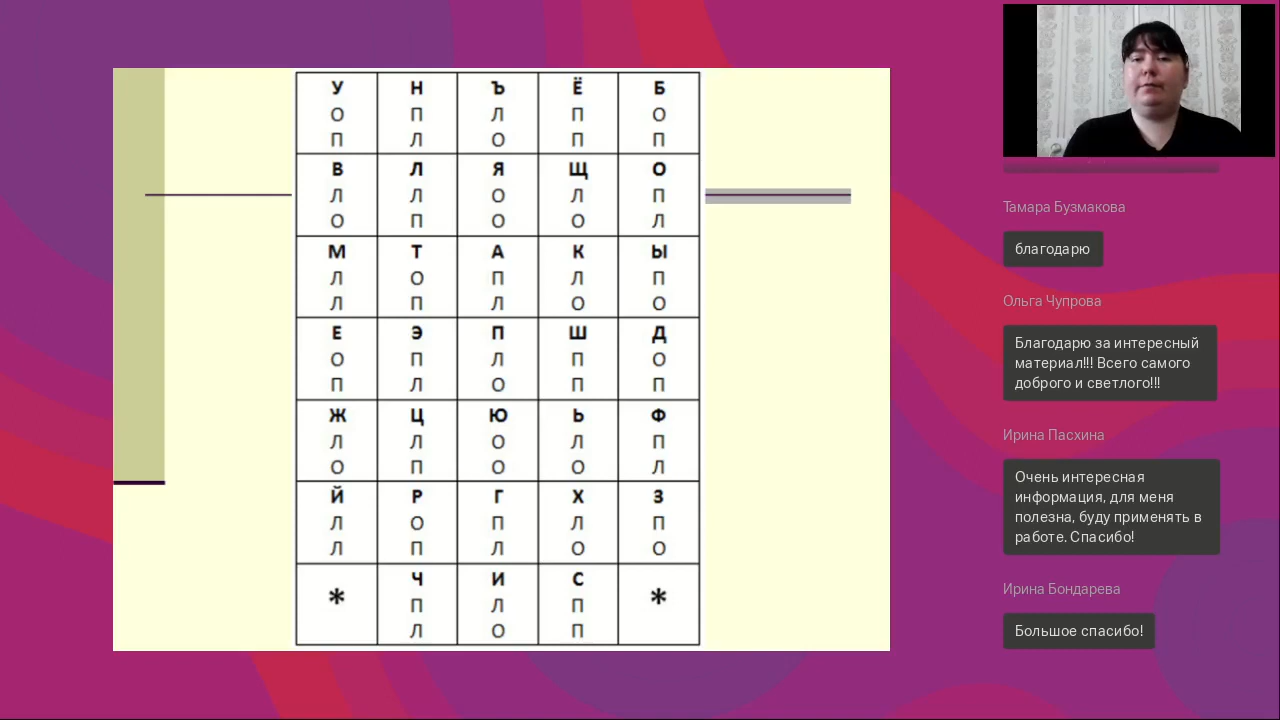 У Н Ъ Ё Б
О П Л П О
П Л О П П
В Л Я Щ О
Л Л О Л П
О П О О Л
М Т А К Ы
Л О П Л П
Л П Л О О
Е Э П Ш Д
О П Л П О
П Л О П П
Ж Ц Ю Ь Ф
Л Л О Л П
О П О О Л
Й Р Г Х З
Л О П Л П
Л П Л О О
* Ч И С *
П Л П
Л О П
Тамара Бузмакова
благодарю
Ольга Чупрова
Благодарю за интересный
материал!!! Всего самого
доброго и светлого!!!
Ирина Пасхина
Очень интересная
информация, для меня
полезна, буду применять в
работе. Спасибо!
Ирина Бондарева
Большое спасибо!